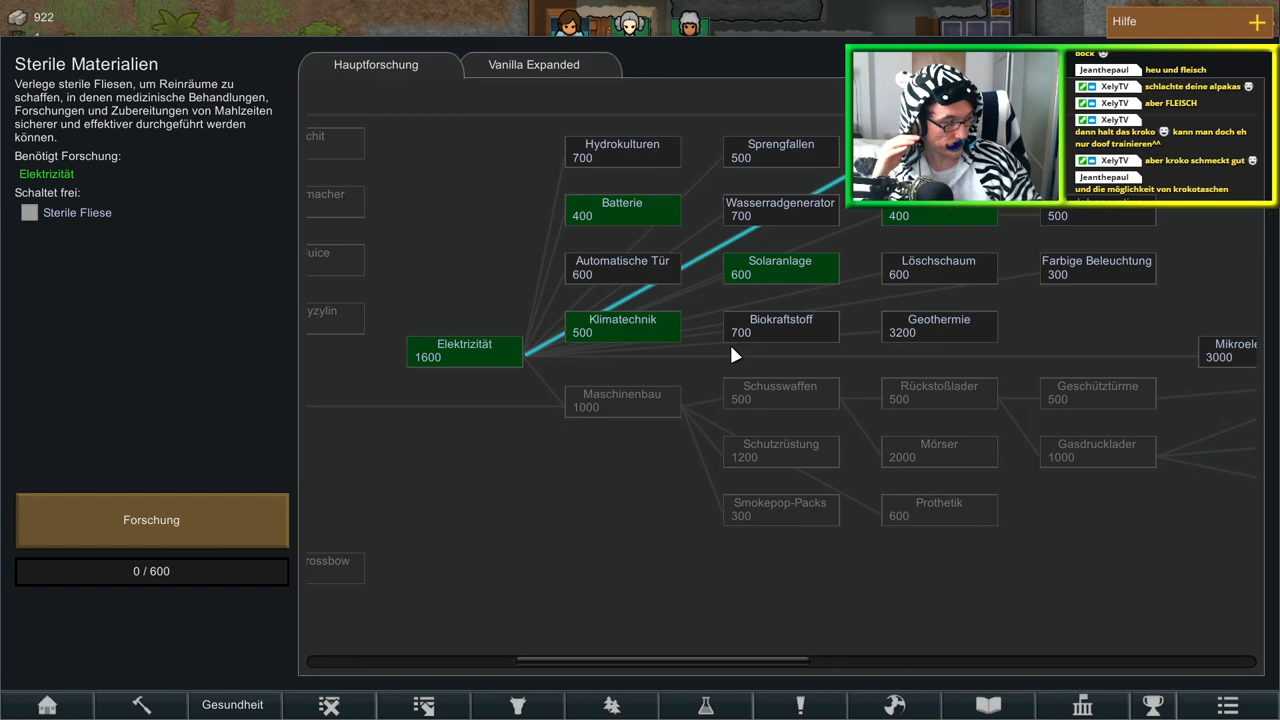 922
Hilfe
Sterile Materialien
Verlege sterile Fliesen, um Reinräume zu
schaffen, in denen medizinische Behandlungen,
Forschungen und Zubereitungen von Mahlzeiten
sicherer und effektiver durchgeführt werden
können.
Benötigt Forschung:
Elektrizität
Schaltet frei:
Sterile Fliese
Forschung
0 / 600
Hauptforschung
Vanilla Expanded
chit
macher
uice
yzylin
rossbow
Elektrizität
1600
Hydrokulturen
700
Batterie
400
Automatische Tür
600
Klimatechnik
500
Maschinenbau
1000
Sprengfallen
500
Wasserradgenerator
700
Solaranlage
600
Biokraftstoff
700
Schusswaffen
500
Schutzrüstung
1200
Smokepop-Packs
300
400
Löschschaum
600
Geothermie
3200
Rückstoßlader
500
Mörser
2000
Prothetik
600
500
Farbige Beleuchtung
300
Geschütztürme
500
Gasdrucklader
1000
Mikroele
3000
bock
Jeanthepaul heu und fleisch
XelyTV schlachte deine alpakas
XelyTV aber FLEISCH
XelyTV
dann halt das kroko kann man doch eh
nur doof trainieren^^
XelyTV aber kroko schmeckt gut
Jeanthepaul
und die möglichkeit von krokotaschen
Gesundheit